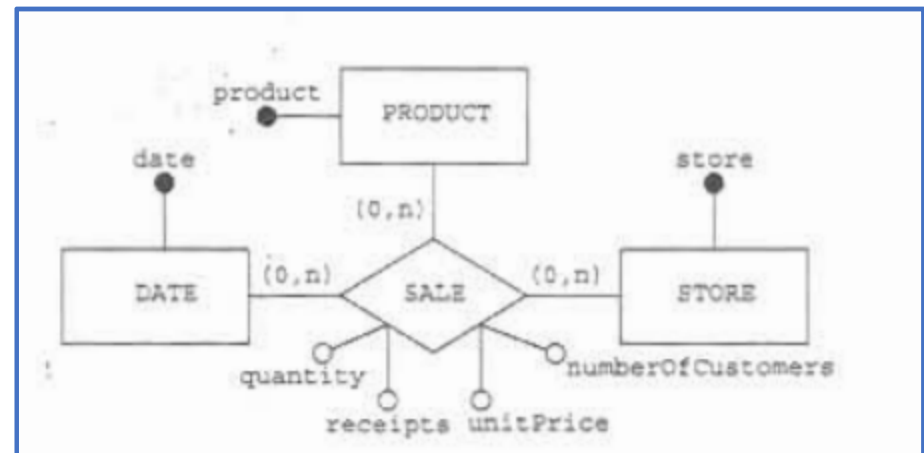 product
PRODUCT
date
store
(0,n)
DATE
(0,n)
SALE
(0,n)
STORE
quantity
numberOfCustomers
receipts
unitPrice